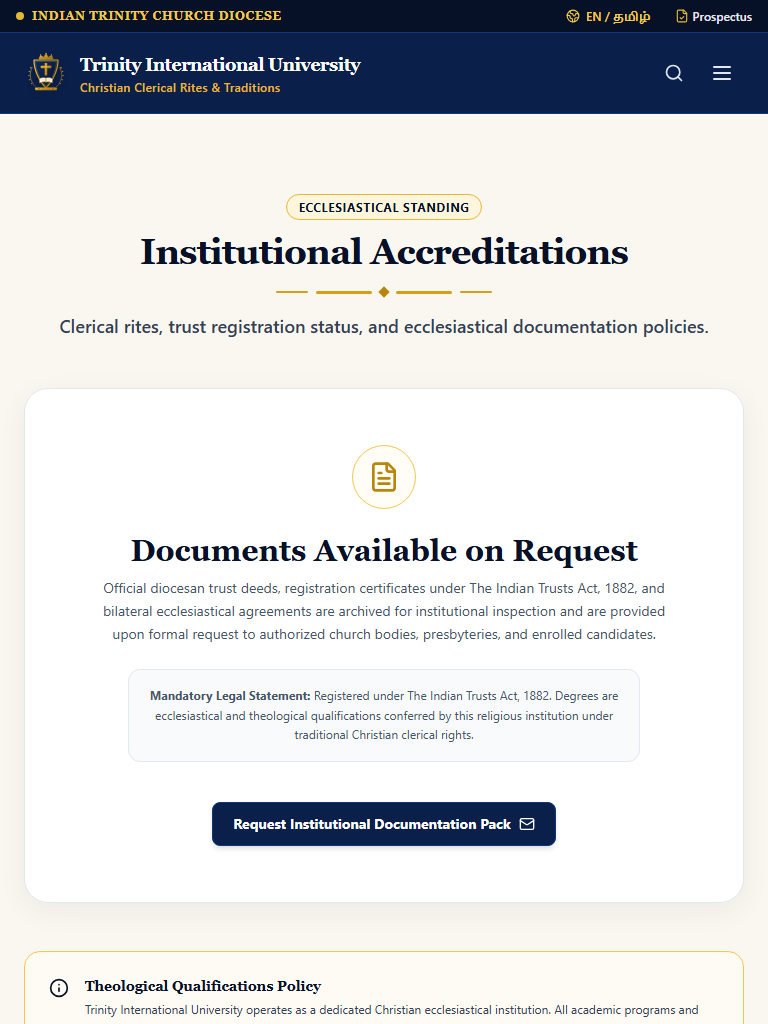 INDIAN TRINITY CHURCH DIOCESE
EN / தமிழ்
Prospectus
Trinity International University
Christian Clerical Rites & Traditions
ECCLESIASTICAL STANDING
Institutional Accreditations
Clerical rites, trust registration status, and ecclesiastical documentation policies.
Documents Available on Request
Official diocesan trust deeds, registration certificates under The Indian Trusts Act, 1882, and
bilateral ecclesiastical agreements are archived for institutional inspection and are provided
upon formal request to authorized church bodies, presbyteries, and enrolled candidates.
Mandatory Legal Statement: Registered under The Indian Trusts Act, 1882. Degrees are
ecclesiastical and theological qualifications conferred by this religious institution under
traditional Christian clerical rights.
Request Institutional Documentation Pack
Theological Qualifications Policy
Trinity International University operates as a dedicated Christian ecclesiastical institution. All academic programs and